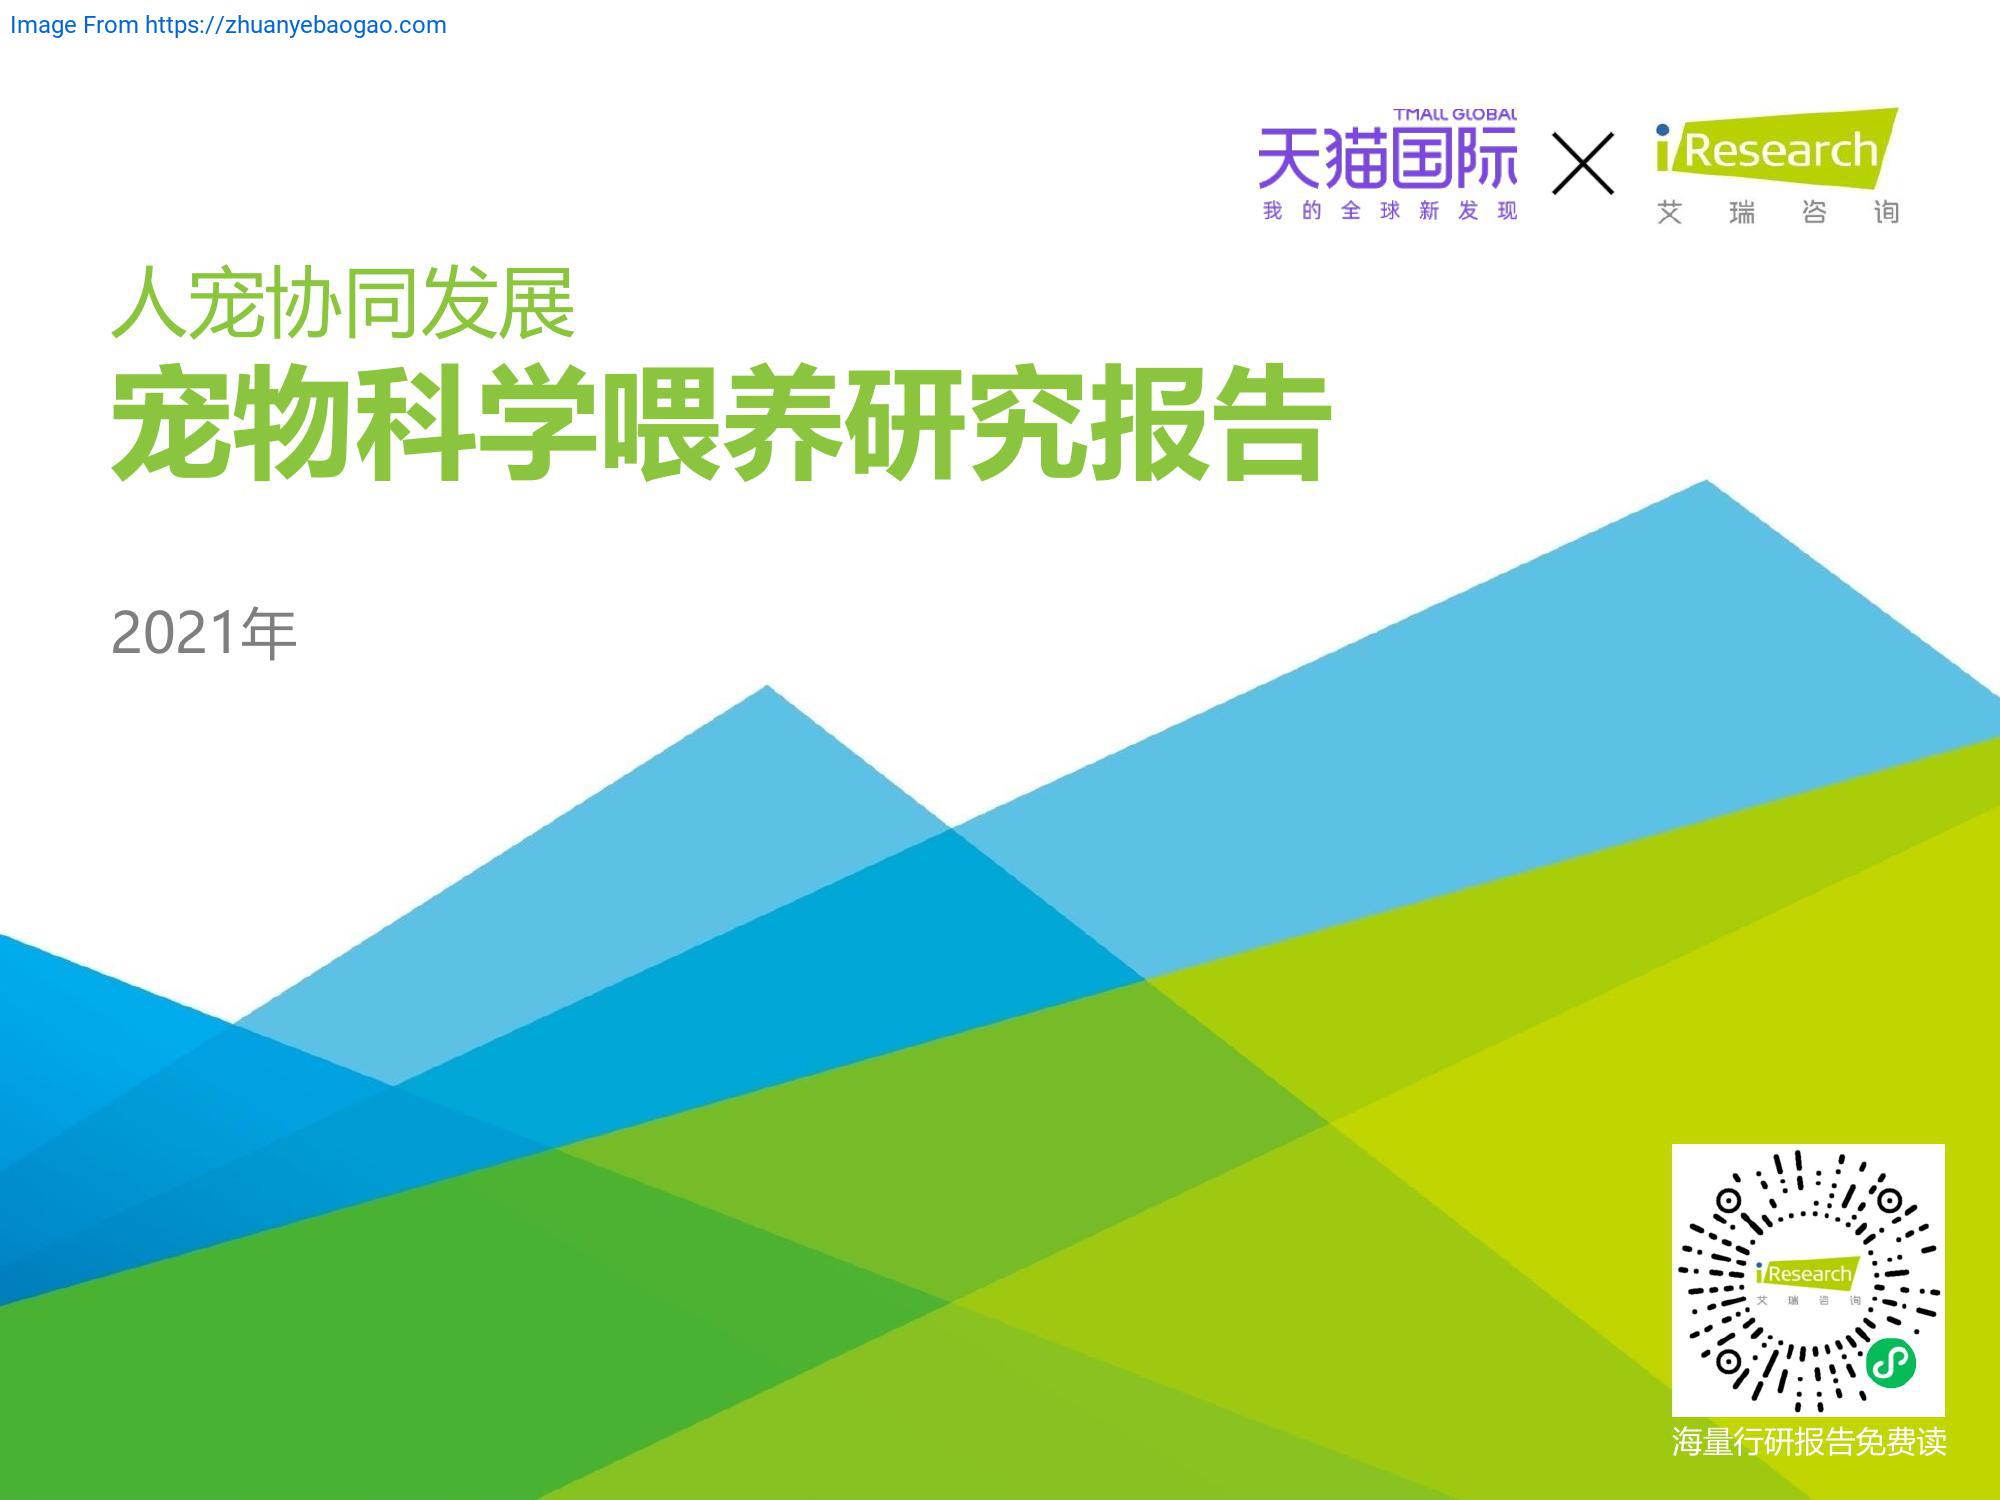 Image From https://zhuanyebaogao.com
TMALL GLOBAL
天猫国际
我的全球新发现
iResearch
艾瑞咨询
人宠协同发展
宠物科学喂养研究报告
2021年
iResearch
艾瑞咨询
海量行研报告免费读